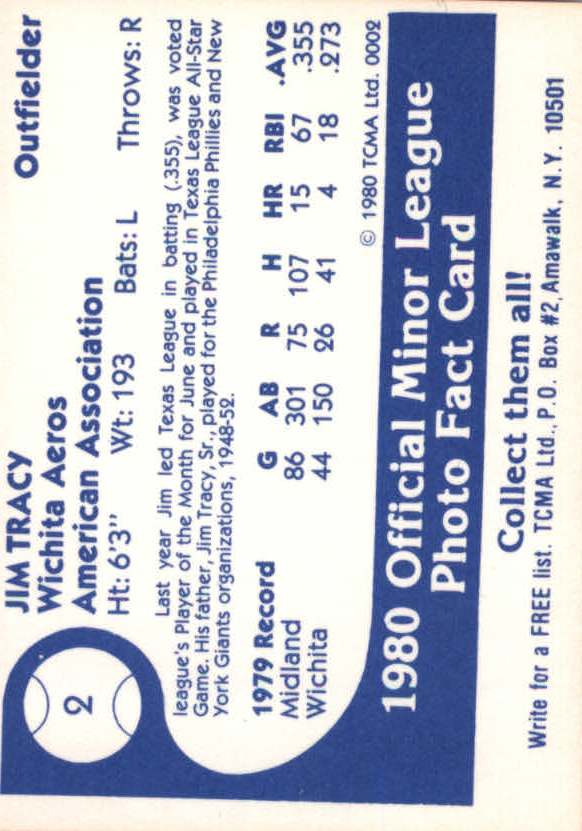 2
JIM TRACY Outfielder
Wichita Aeros
American Association
Ht: 6'3" Wt: 193 Bats: L Throws: R
Last year Jim led Texas League in batting (.355), was voted
league's Player of the Month for June and played in Texas League All-Star
Game. His father, Jim Tracy, Sr., played for the Philadelphia Phillies and New
York Giants organizations, 1948-52.
1979 Record G AB R H HR RBI .AVG
Midland 86 301 75 107 15 67 .355
Wichita 44 150 26 41 4 18 .273
© 1980 TCMA Ltd. 0002
1980 Official Minor League
Photo Fact Card
Collect them all!
Write for a FREE list. TCMA Ltd., P.O. Box #2, Amawalk, N.Y. 10501